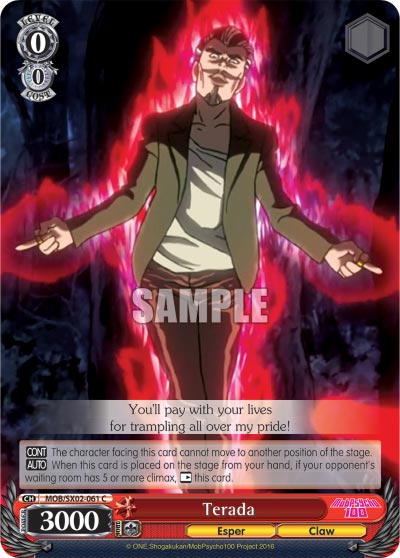 LEVEL
0
0
COST
SAMPLE
You'll pay with your lives
for trampling all over my pride!
CONT The character facing this card cannot move to another position of the stage.
AUTO When this card is placed on the stage from your hand, if your opponent's
waiting room has 5 or more climax, this card.
CH MOB/SX02-061 C
Terada
MOB PSYCHO
100
POWER
3000
SOUL
Esper
Claw
© ONE,Shogakukan/MobPsycho100 Project 2016